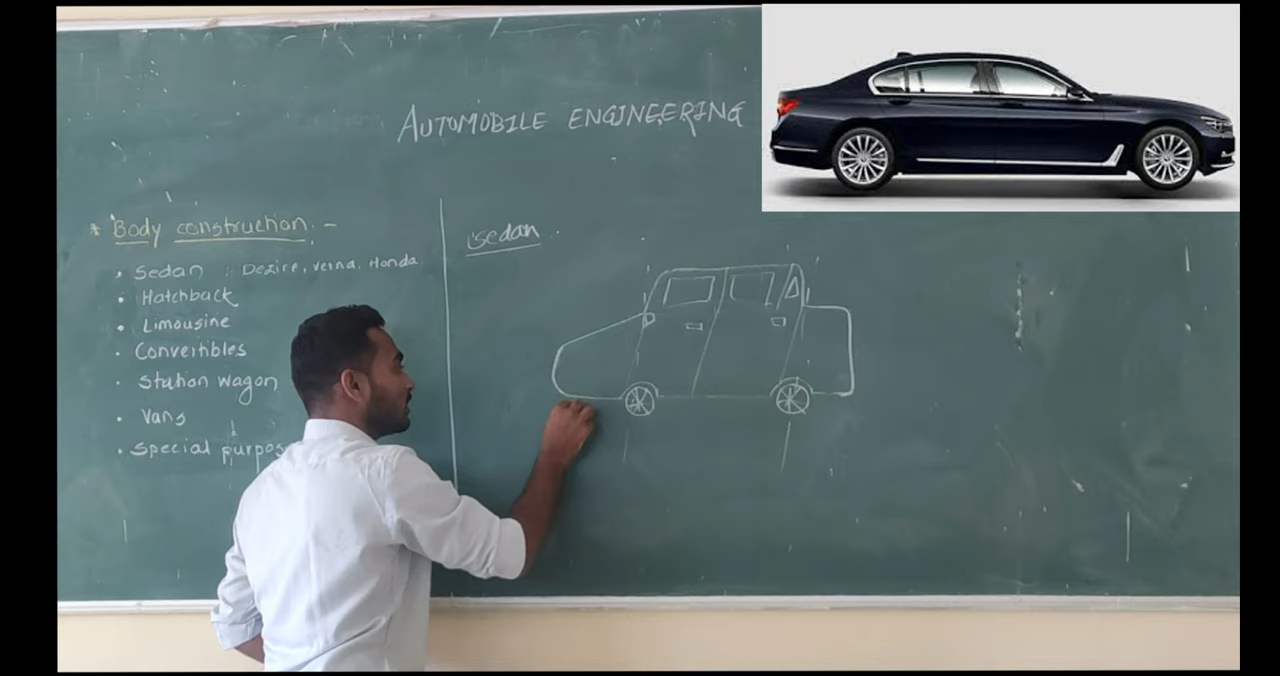 AUTOMOBILE ENGINEERING
* Body construction :-
• Sedan : Dezire, Verna, Honda
• Hatchback
• Limousine
• Convertibles
• Station wagon
• Vans
• Special purpos
Sedan